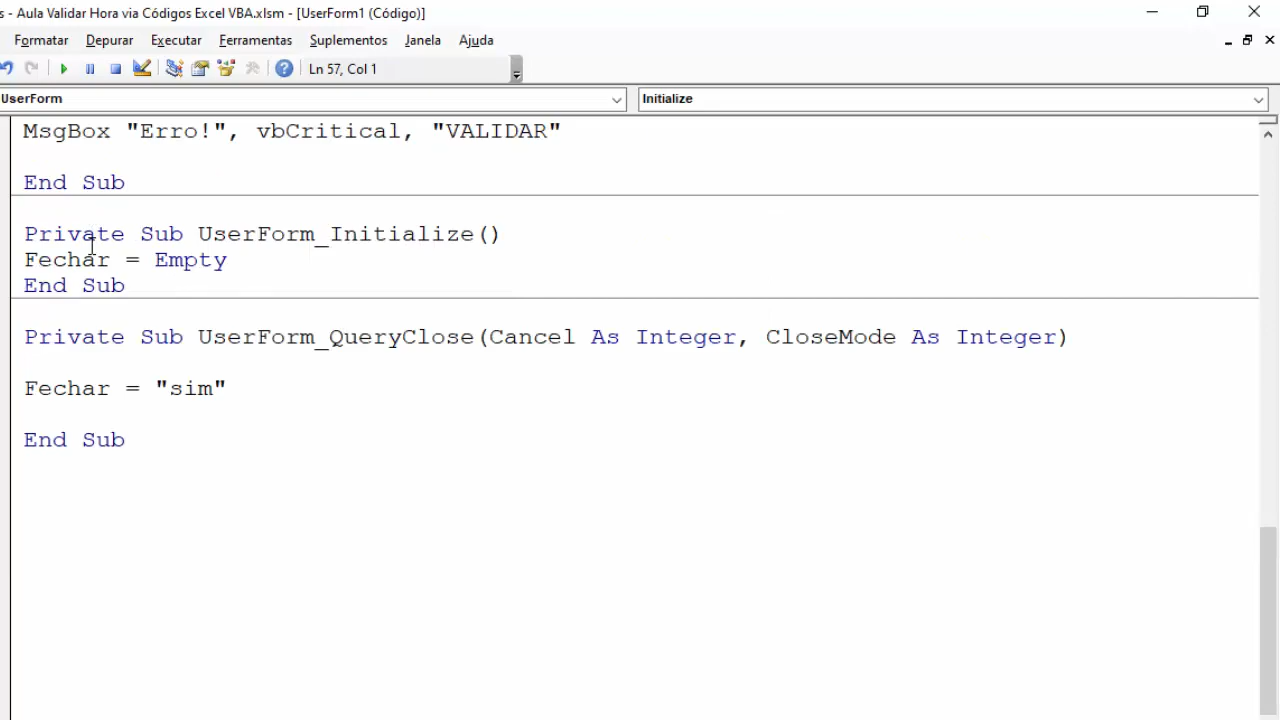 s - Aula Validar Hora via Códigos Excel VBA.xlsm - [UserForm1 (Código)]
Formatar Depurar Executar Ferramentas Suplementos Janela Ajuda
Ln 57, Col 1
UserForm Initialize
MsgBox "Erro!", vbCritical, "VALIDAR"
End Sub
Private Sub UserForm_Initialize()
Fechar = Empty
End Sub
Private Sub UserForm_QueryClose(Cancel As Integer, CloseMode As Integer)
Fechar = "sim"
End Sub